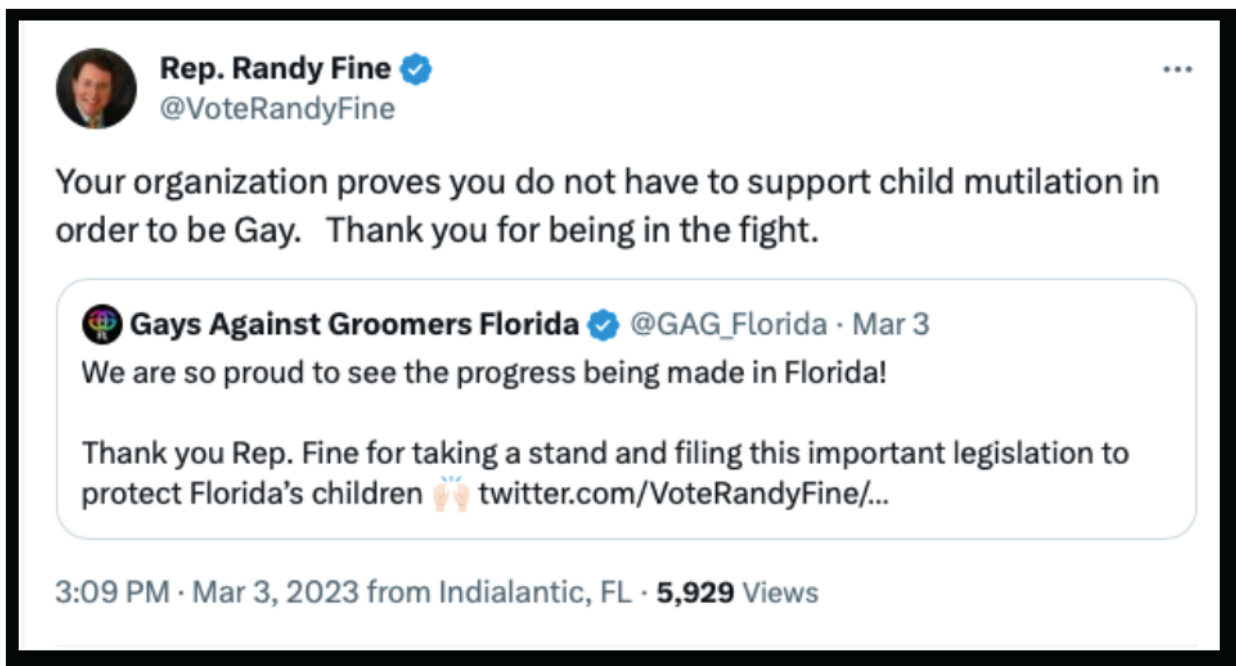 Rep. Randy Fine
@VoteRandyFine
Your organization proves you do not have to support child mutilation in
order to be Gay.   Thank you for being in the fight.
Gays Against Groomers Florida @GAG_Florida · Mar 3
We are so proud to see the progress being made in Florida!
Thank you Rep. Fine for taking a stand and filing this important legislation to
protect Florida’s children 🙌🏻 twitter.com/VoteRandyFine/...
3:09 PM · Mar 3, 2023 from Indialantic, FL · 5,929 Views